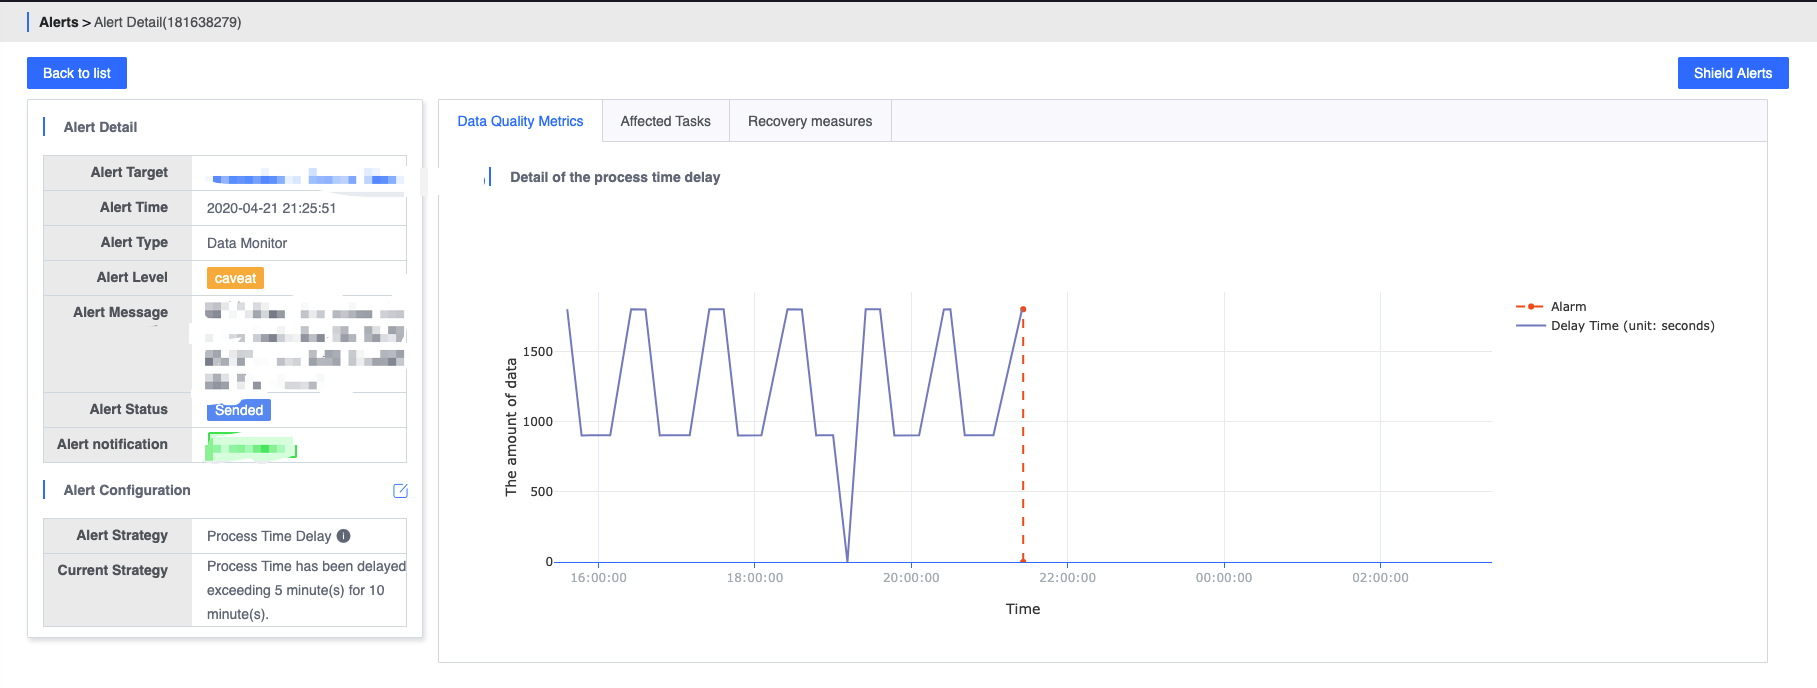 Alerts > Alert Detail(181638279)
Back to list
Shield Alerts
Alert Detail
Alert Target
Alert Time 2020-04-21 21:25:51
Alert Type Data Monitor
Alert Level caveat
Alert Message
Alert Status Sended
Alert notification
Alert Configuration
Alert Strategy Process Time Delay i
Current Strategy Process Time has been delayed
exceeding 5 minute(s) for 10
minute(s).
Data Quality Metrics Affected Tasks Recovery measures
Detail of the process time delay
Alarm
Delay Time (unit: seconds)
The amount of data
1500
1000
500
0
16:00:00 18:00:00 20:00:00 22:00:00 00:00:00 02:00:00
Time